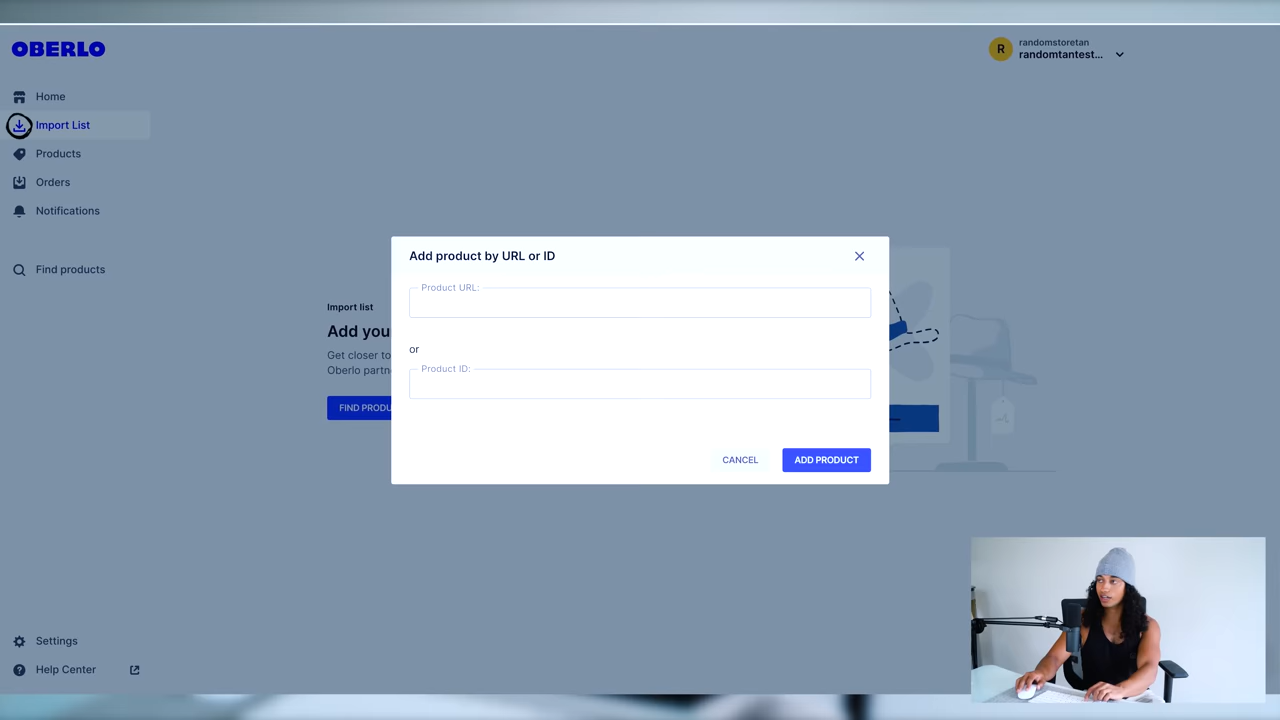 OBERLO
R
randomstoretan
randomtantest...
Home
Import List
Products
Orders
Notifications
Find products
Import list
Add you
Get closer to
Oberlo partn
FIND PRODU
Add product by URL or ID
Product URL:
or
Product ID:
CANCEL
ADD PRODUCT
Settings
Help Center